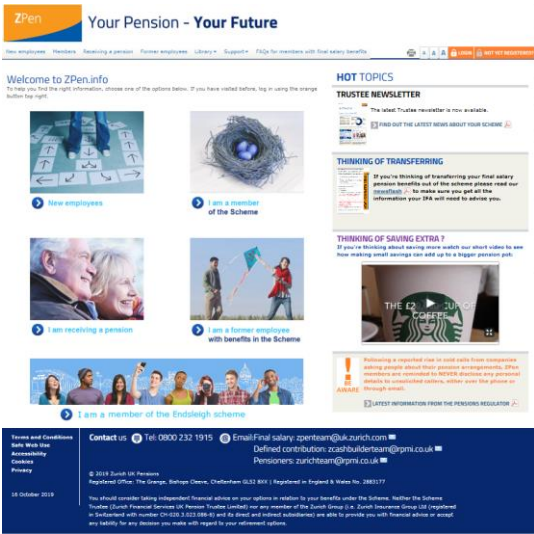 ZPen
Your Pension - Your Future
New employees Members Receiving a pension Former employees Library Support FAQs for members with final salary benefits
A A A LOGIN NOT YET REGISTERED?
Welcome to ZPen.info
To help you find the right information, choose one of the options below. If you have visited before, log in using the orange
button top right.
New employees
I am a member
of the Scheme
I am receiving a pension
I am a former employee
with benefits in the Scheme
I am a member of the Endsleigh scheme
HOT TOPICS
TRUSTEE NEWSLETTER
The latest Trustee newsletter is now available.
FIND OUT THE LATEST NEWS ABOUT YOUR SCHEME
THINKING OF TRANSFERRING
If you're thinking of transferring your final salary
pension benefits out of the scheme please read our
newsflash to make sure you get all the
information your IFA will need to advise you.
THINKING OF SAVING EXTRA ?
If you're thinking about saving more watch our short video to see
how making small savings can add up to a bigger pension pot:
THE £2 CUP OF
COFFEE
!
BE
AWARE
Following a reported rise in cold calls from companies
asking people about their pension arrangements, ZPen
members are reminded to NEVER disclose any personal
details to unsolicited callers, either over the phone or
through email.
LATEST INFORMATION FROM THE PENSIONS REGULATOR
Terms and Conditions
Safe Web Use
Accessibility
Cookies
Privacy
16 October 2019
Contact us Tel: 0800 232 1915 Email:Final salary: zpenteam@uk.zurich.com
Defined contribution: zcashbuilderteam@rpmi.co.uk
Pensioners: zurichteam@rpmi.co.uk
© 2019 Zurich UK Pensions
Registered Office: The Grange, Bishops Cleeve, Cheltenham GL52 8XX | Registered in England & Wales No. 2883177
You should consider taking independent financial advice on your options in relation to your benefits under the Scheme. Neither the Scheme
Trustee (Zurich Financial Services UK Pension Trustee Limited) nor any member of the Zurich Group (i.e. Zurich Insurance Group Ltd (registered
in Switzerland with number CH-020.3.023.086-6) and its direct and indirect subsidiaries) are able to provide you with financial advice or accept
any liability for any decision you make with regard to your retirement options.